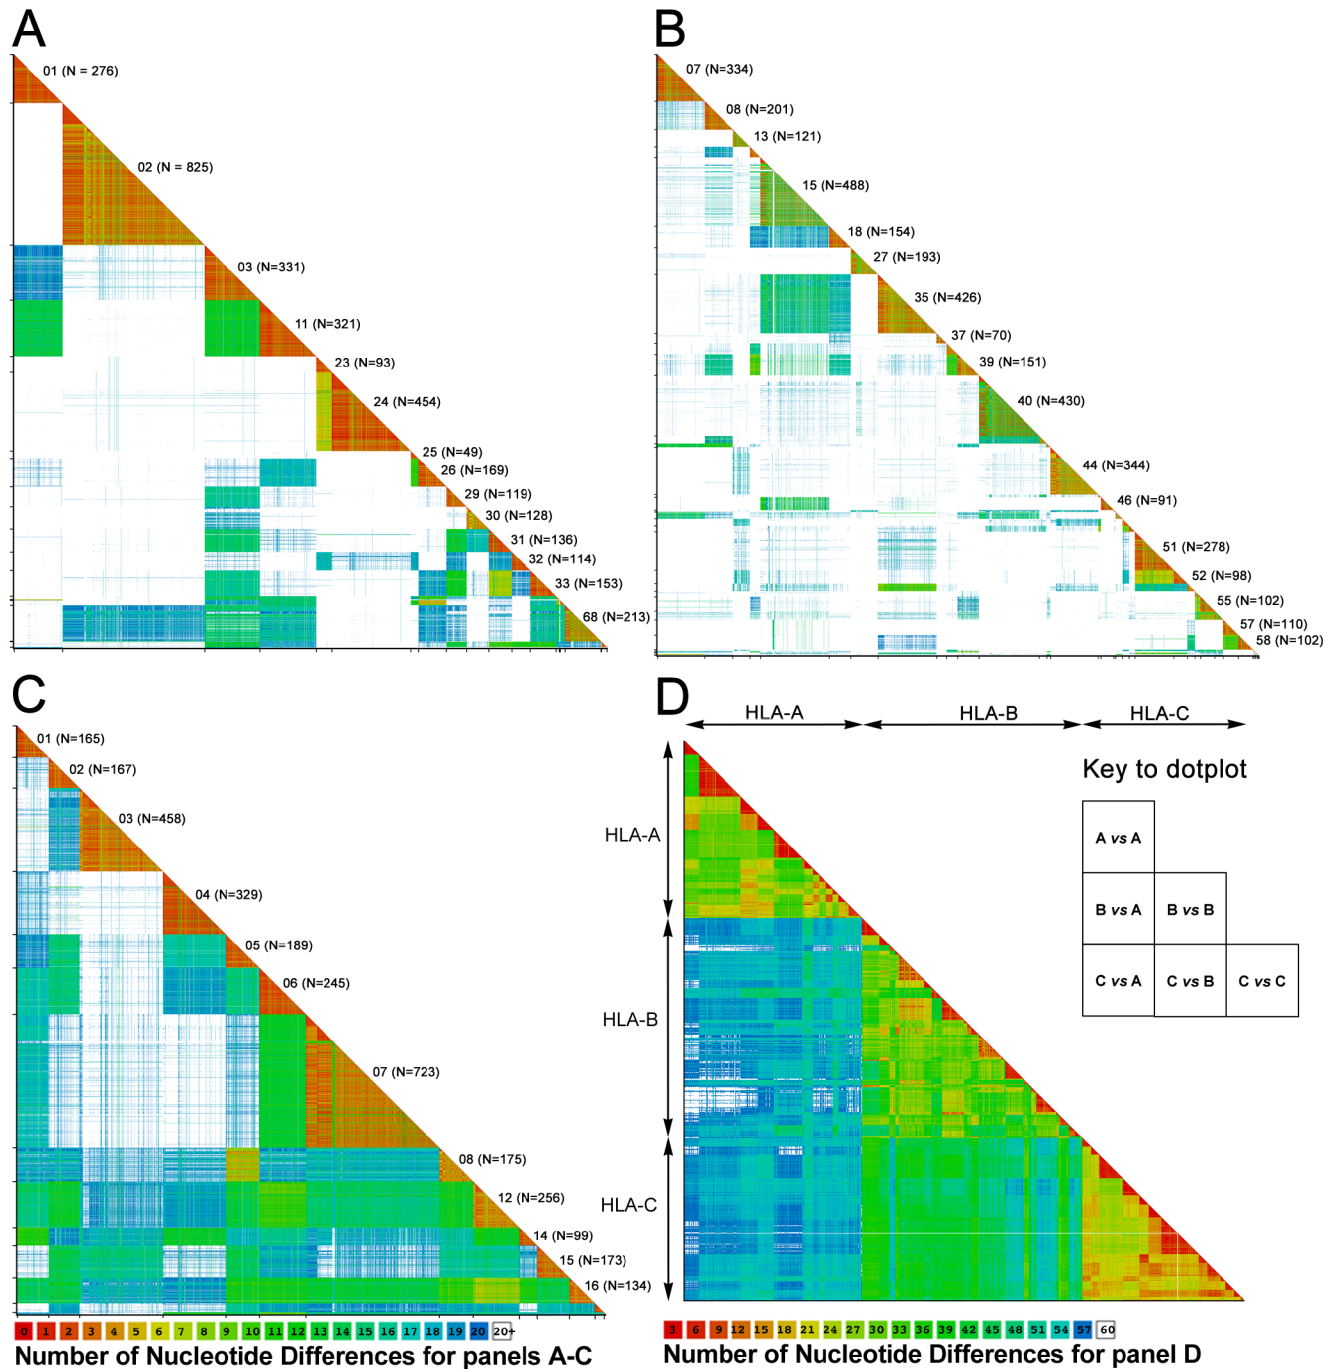 A
01 (N = 276)
02 (N = 825)
03 (N=331)
11 (N=321)
23 (N=93)
24 (N=454)
25 (N=49)
26 (N=169)
29 (N=119)
30 (N=128)
31 (N=136)
32 (N=114)
33 (N=153)
68 (N=213)
B
07 (N=334)
08 (N=201)
13 (N=121)
15 (N=488)
18 (N=154)
27 (N=193)
35 (N=426)
37 (N=70)
39 (N=151)
40 (N=430)
44 (N=344)
46 (N=91)
51 (N=278)
52 (N=98)
55 (N=102)
57 (N=110)
58 (N=102)
C
01 (N=165)
02 (N=167)
03 (N=458)
04 (N=329)
05 (N=189)
06 (N=245)
07 (N=723)
08 (N=175)
12 (N=256)
14 (N=99)
15 (N=173)
16 (N=134)
0 1 2 3 4 5 6 7 8 9 10 11 12 13 14 15 16 17 18 19 20 20+
Number of Nucleotide Differences for panels A-C
D
HLA-A HLA-B HLA-C
HLA-A
HLA-B
HLA-C
Key to dotplot
A vs A
B vs A B vs B
C vs A C vs B C vs C
3 6 9 12 15 18 21 24 27 30 33 36 39 42 45 48 51 54 57 60
Number of Nucleotide Differences for panel D